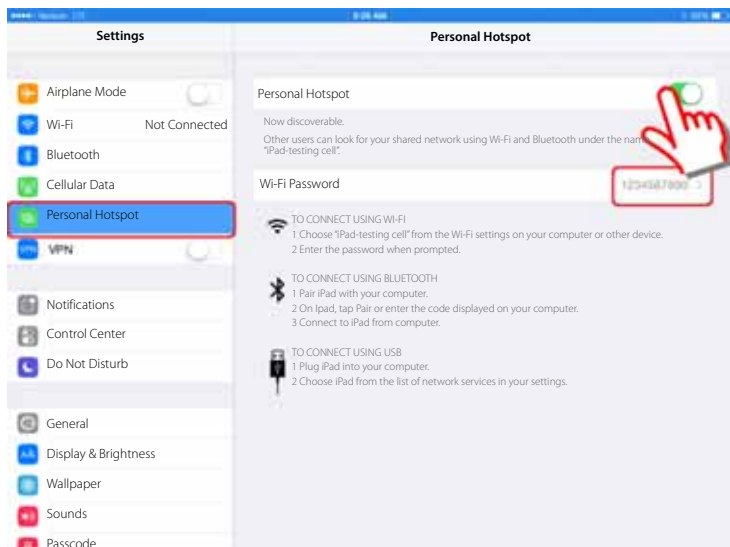 Settings
Personal Hotspot
Airplane Mode
Wi-Fi Not Connected
Bluetooth
Cellular Data
Personal Hotspot
VPN
Notifications
Control Center
Do Not Disturb
General
Display & Brightness
Wallpaper
Sounds
Passcode
Personal Hotspot
Now discoverable.
Other users can look for your shared network using Wi-Fi and Bluetooth under the
"iPad-testing cell".
Wi-Fi Password
TO CONNECT USING WI-FI
1 Choose "iPad-testing cell" from the Wi-Fi settings on your computer or other device.
2 Enter the password when prompted.
TO CONNECT USING BLUETOOTH
1 Pair iPad with your computer.
2 On Ipad, tap Pair or enter the code displayed on your computer.
3 Connect to iPad from computer.
TO CONNECT USING USB
1 Plug iPad into your computer.
2 Choose iPad from the list of network services in your settings.